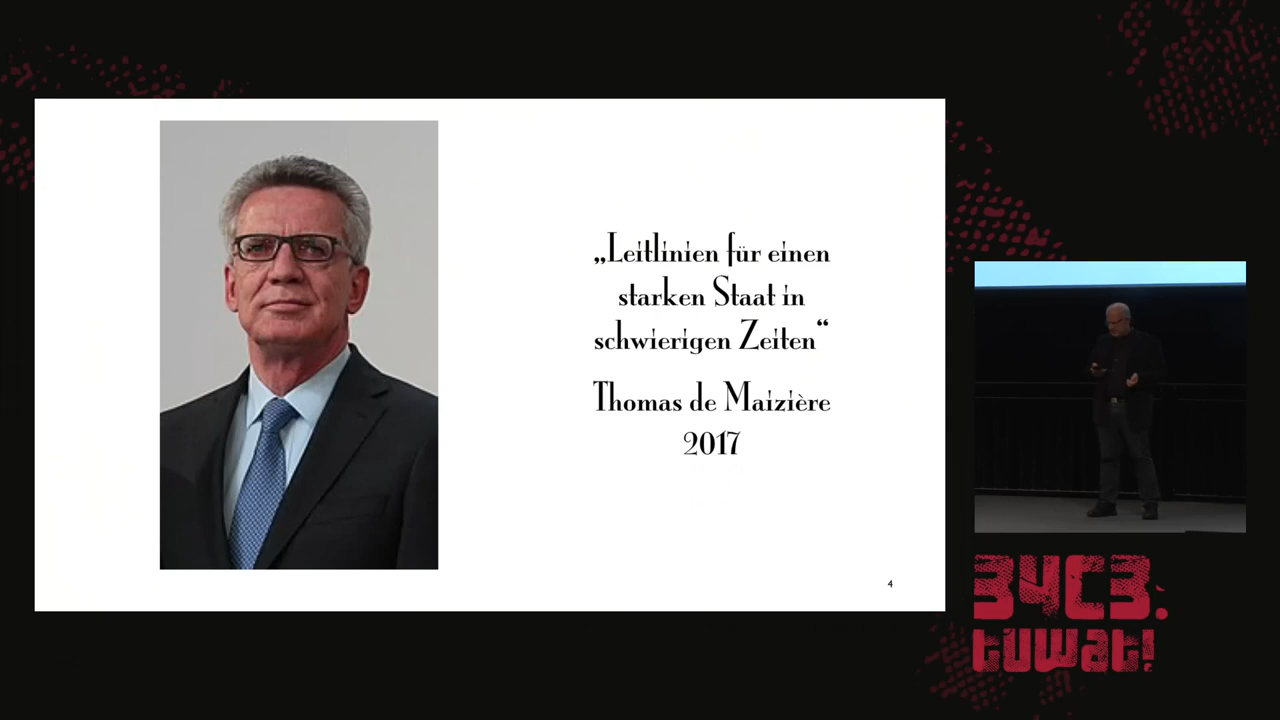 „Leitlinien für einen
starken Staat in
schwierigen Zeiten“
Thomas de Maizière
2017
4
34C3.
tuwat!